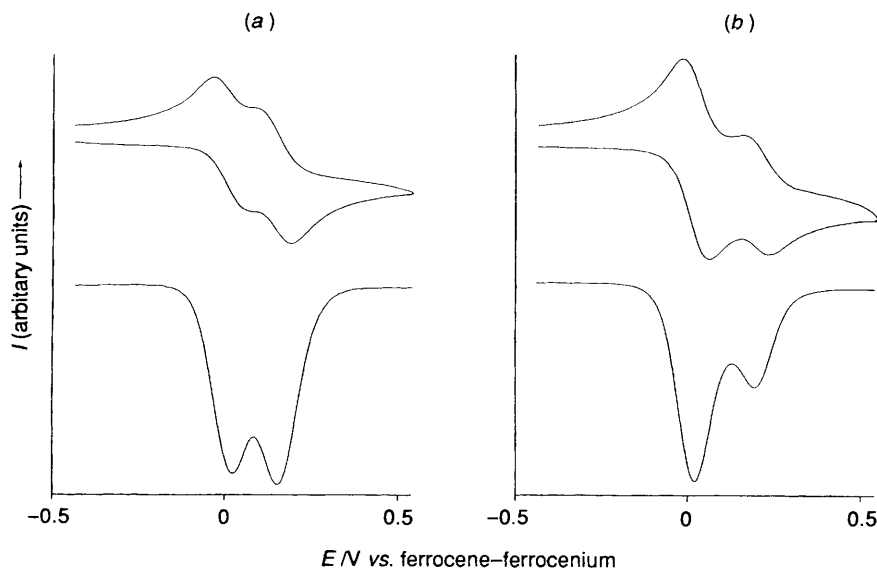 (a)
(b)
I (arbitary units) →
−0.5
0
0.5
−0.5
0
0.5
E /V vs. ferrocene–ferrocenium